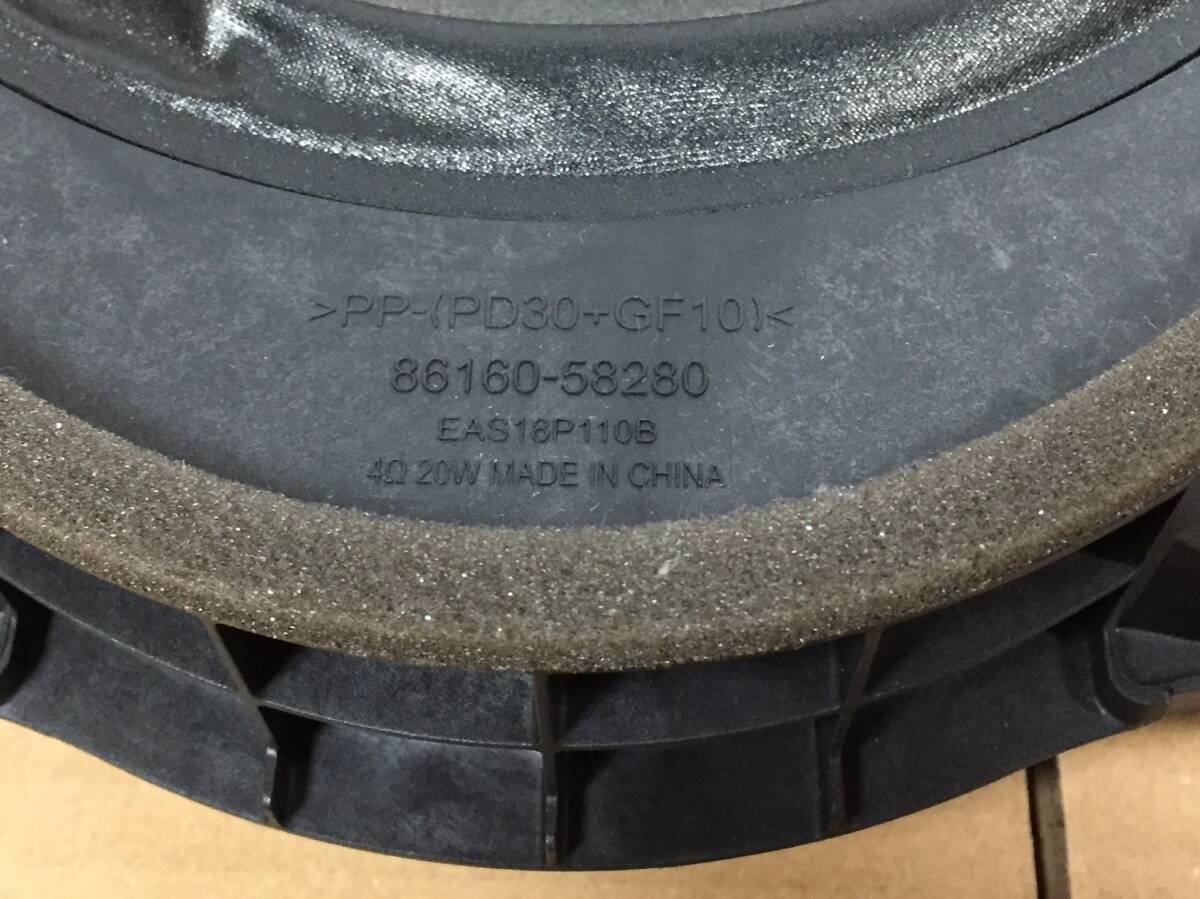 >PP-(PD30+GF10)<
86160-58280
EAS18P110B
4Ω 20W MADE IN CHINA